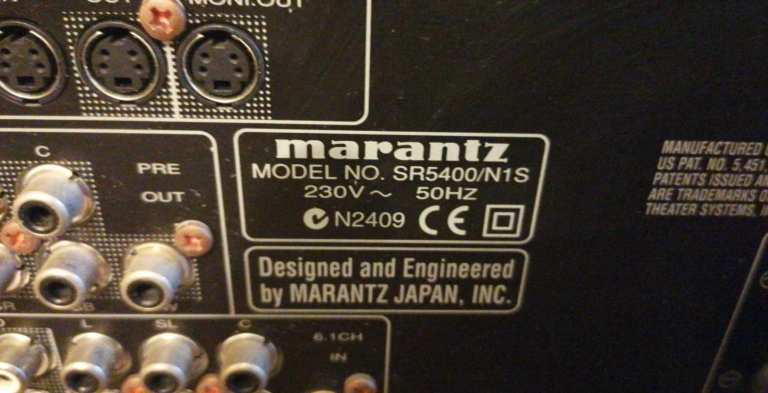 MONI.OUT
marantz
MODEL NO. SR5400/N1S
230V ~ 50HZ
N2409 CE
Designed and Engineered
by MARANTZ JAPAN, INC.
C
PRE
OUT
MANUFACTURED
US PAT. NO. 5,451,
PATENTS ISSUED
ARE TRADEMARKS
THEATER SYSTEMS,
L SL C 6.1CH
IN